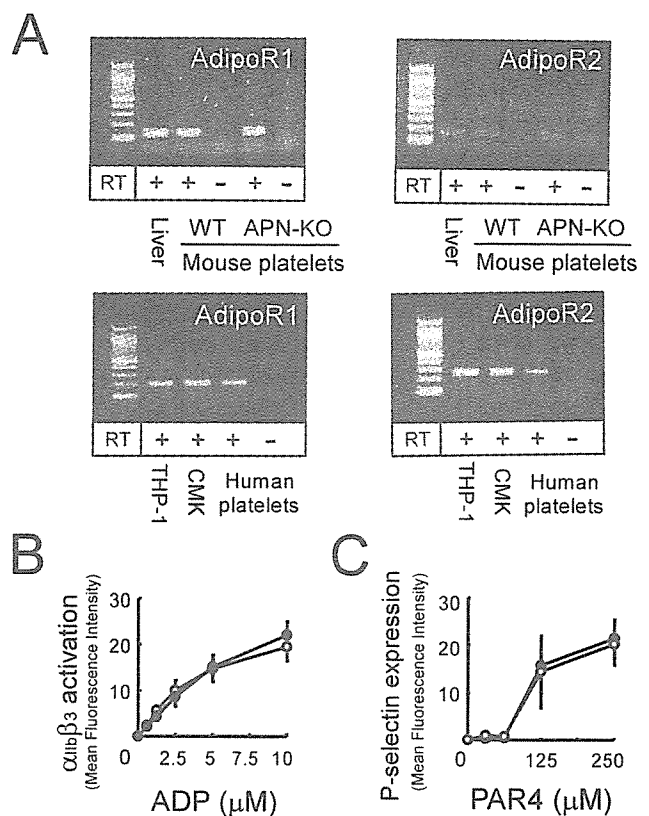 A
AdipoR1
RT + + - + -
Liver WT APN-KO
Mouse platelets
AdipoR2
RT + + - + -
Liver WT APN-KO
Mouse platelets
AdipoR1
RT + + + -
THP-1 CMK Human platelets
AdipoR2
RT + + + -
THP-1 CMK Human platelets
B
αIIbβ3 activation
(Mean Fluorescence Intensity)
30
20
10
0 2.5 5 7.5 10
ADP (μM)
C
P-selectin expression
(Mean Fluorescence Intensity)
30
20
10
0 125 250
PAR4 (μM)